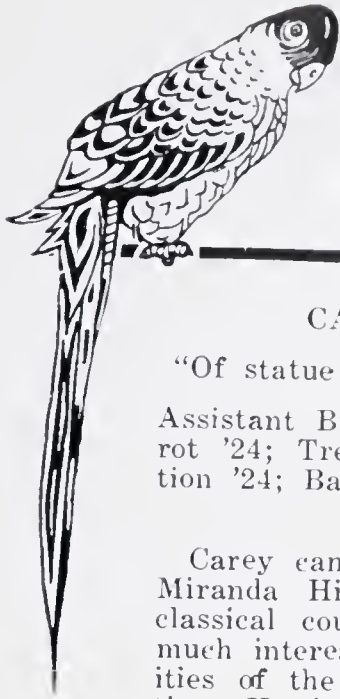 CA
"Of statue
Assistant B
rot '24; Tre
tion '24; Ba
Carey can
Miranda Hi
classical cou
much interes
ities of the